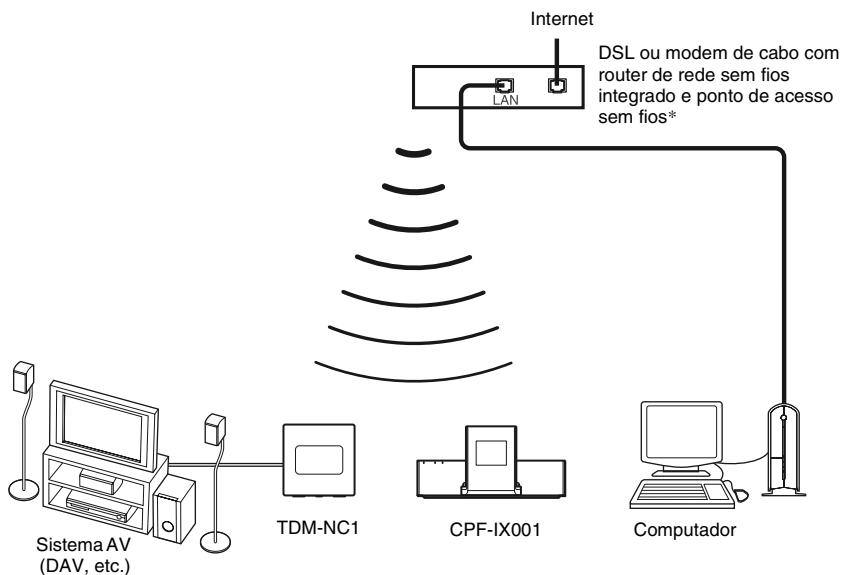 Internet
DSL ou modem de cabo com
router de rede sem fios
integrado e ponto de acesso
sem fios*
LAN
TDM-NC1
CPF-IX001
Computador
Sistema AV
(DAV, etc.)